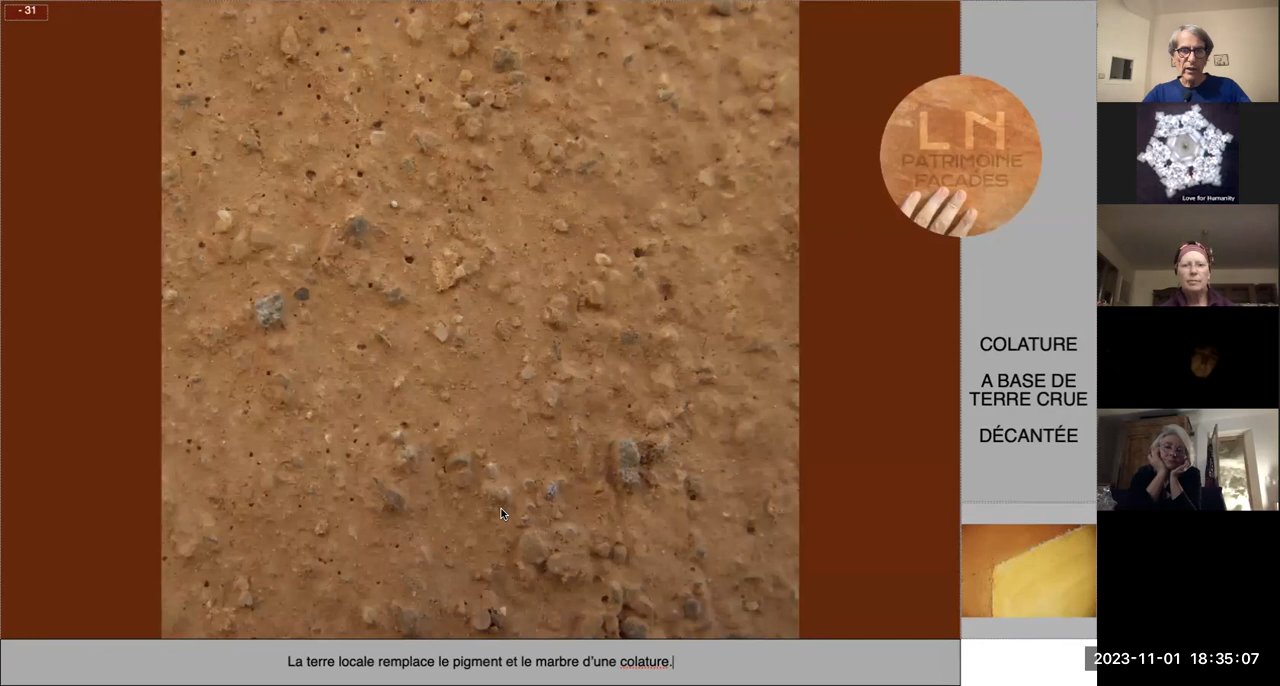 - 31
LN
PATRIMOINE
FAÇADES
COLATURE
A BASE DE
TERRE CRUE
DÉCANTÉE
Love for Humanity
La terre locale remplace le pigment et le marbre d'une colature.
2023-11-01 18:35:07